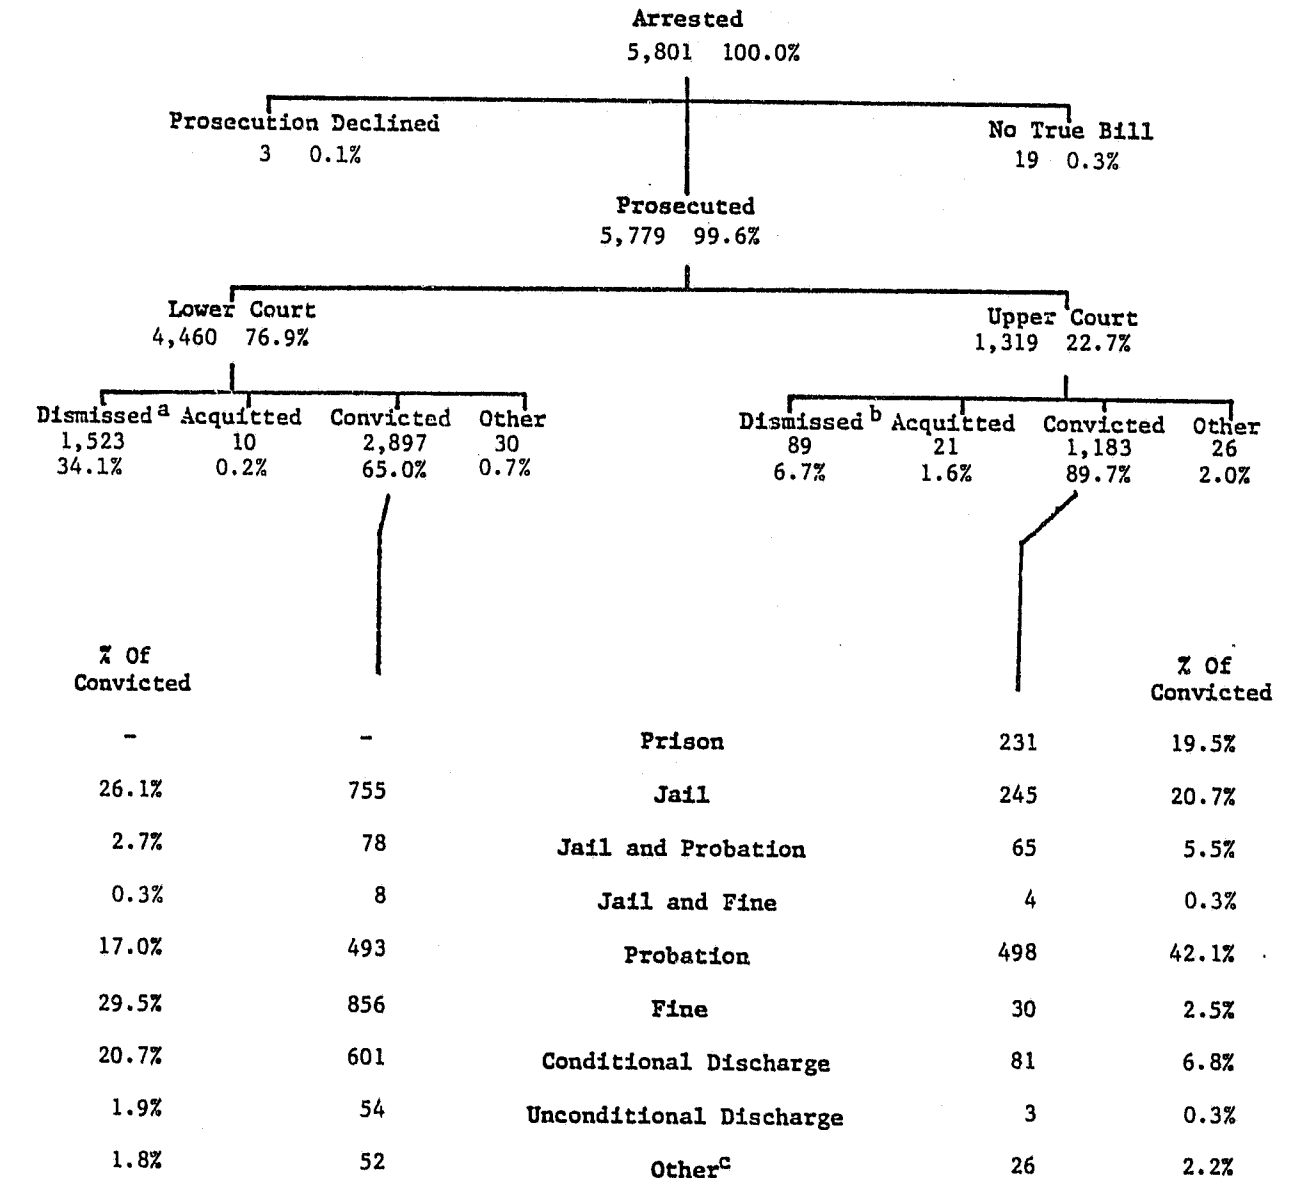 Arrested
5,801 100.0%
Prosecution Declined
3 0.1%
No True Bill
19 0.3%
Prosecuted
5,779 99.6%
Lower Court
4,460 76.9%
Upper Court
1,319 22.7%
Dismissed a Acquitted Convicted Other
1,523 10 2,897 30
34.1% 0.2% 65.0% 0.7%
Dismissed b Acquitted Convicted Other
89 21 1,183 26
6.7% 1.6% 89.7% 2.0%
% Of
Convicted
% Of
Convicted
- - Prison 231 19.5%
26.1% 755 Jail 245 20.7%
2.7% 78 Jail and Probation 65 5.5%
0.3% 8 Jail and Fine 4 0.3%
17.0% 493 Probation 498 42.1%
29.5% 856 Fine 30 2.5%
20.7% 601 Conditional Discharge 81 6.8%
1.9% 54 Unconditional Discharge 3 0.3%
1.8% 52 Other c 26 2.2%